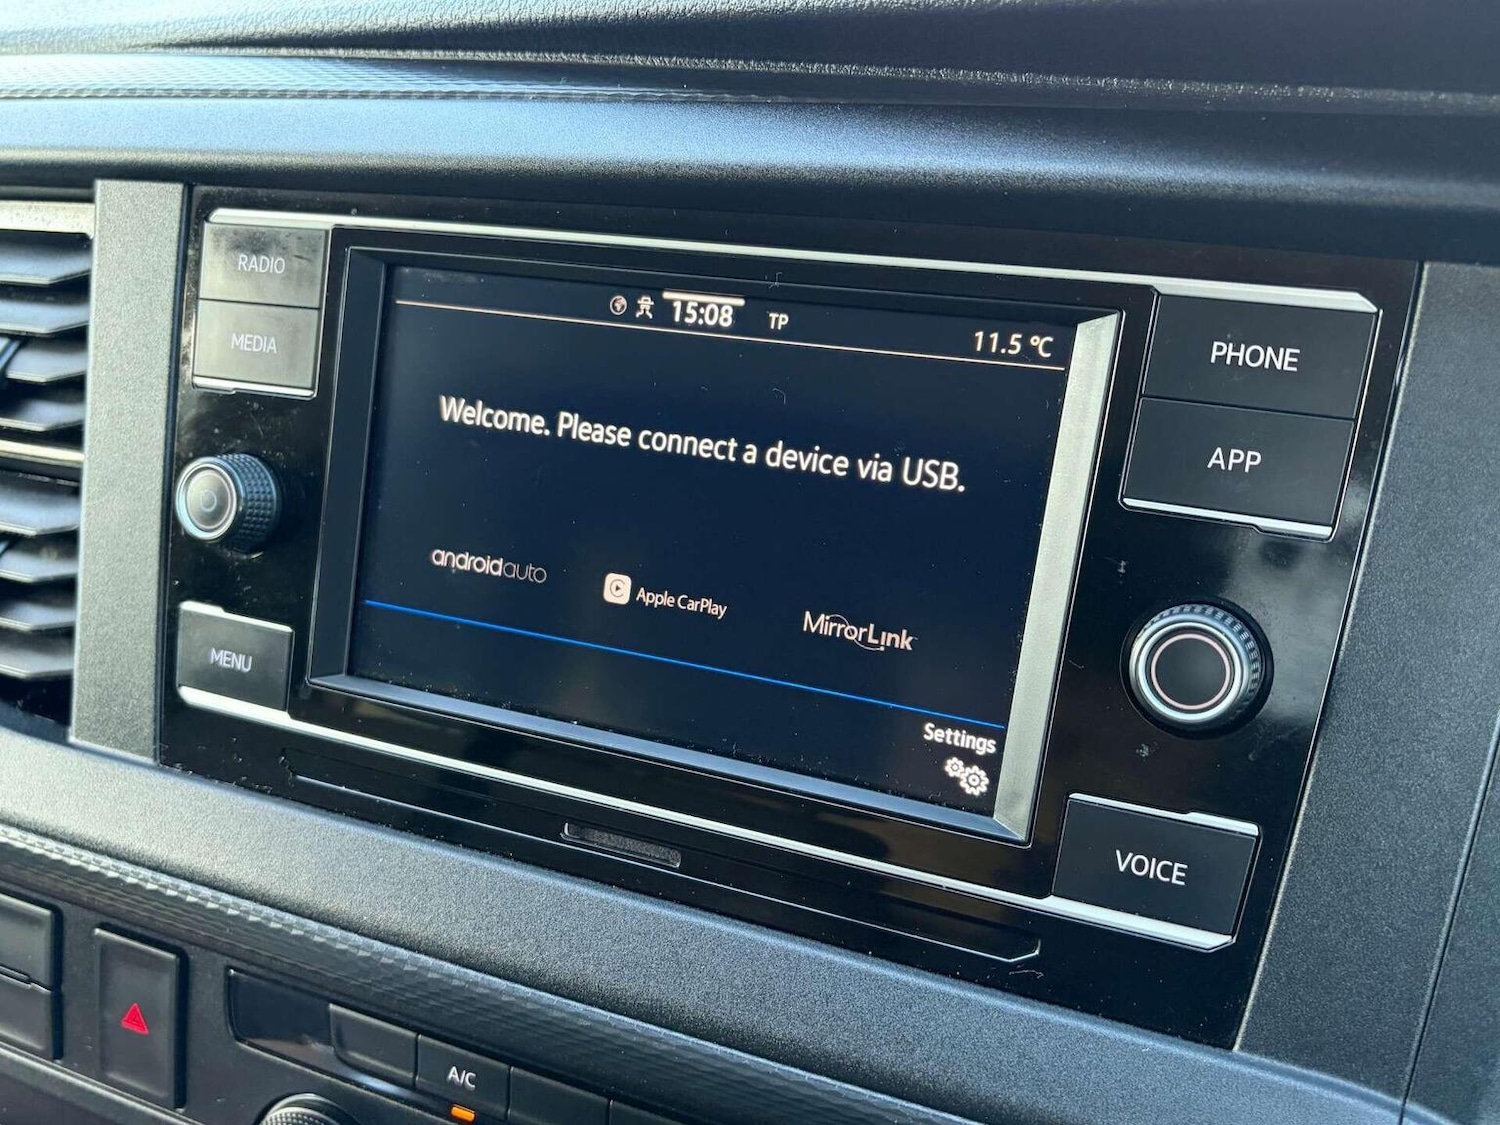 RADIO
MEDIA
15:08 TP
11.5 °C
PHONE
APP
Welcome. Please connect a device via USB.
androidauto
Apple CarPlay
MirrorLink
MENU
Settings
VOICE
A/C